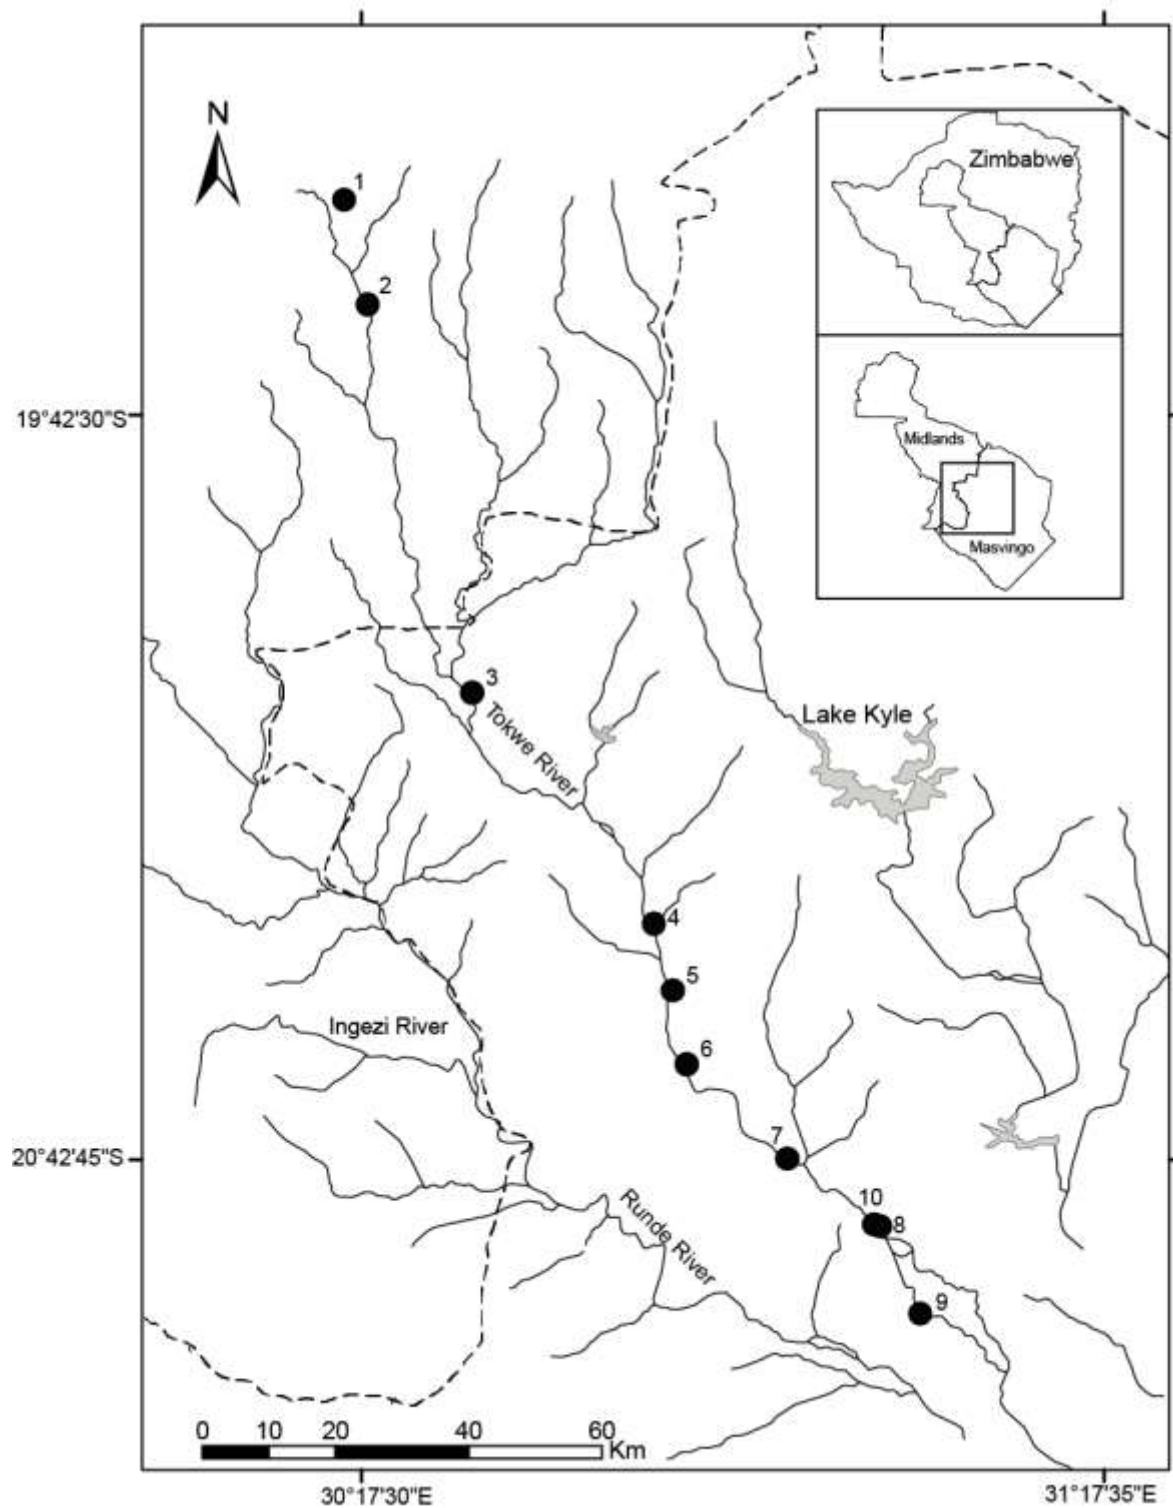 N
Zimbabwe
1
2
19°42'30"S
Midlands
Masvingo
3
Tokwe River
Lake Kyle
4
5
Ingezi River
6
7
20°42'45"S
10
8
Runde River
9
0 10 20 40 60
Km
30°17'30"E
31°17'35"E